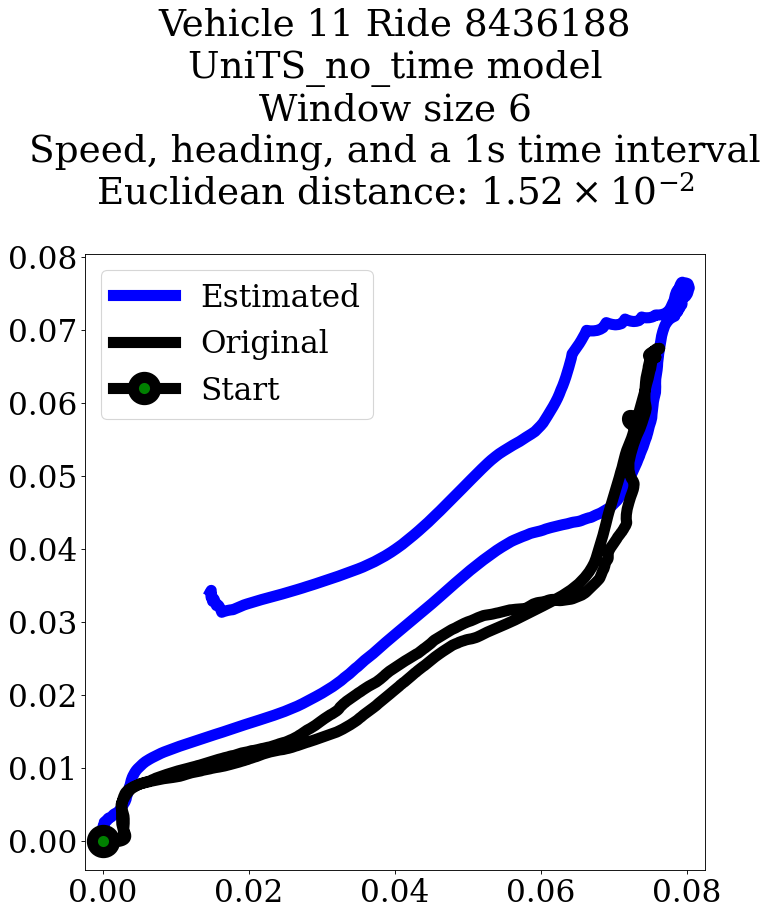 Vehicle 11 Ride 8436188
UniTS_no_time model
Window size 6
Speed, heading, and a 1s time interval
Euclidean distance: 1.52 × 10⁻²
0.08
0.07
0.06
0.05
0.04
0.03
0.02
0.01
0.00
Estimated
Original
Start
0.00 0.02 0.04 0.06 0.08